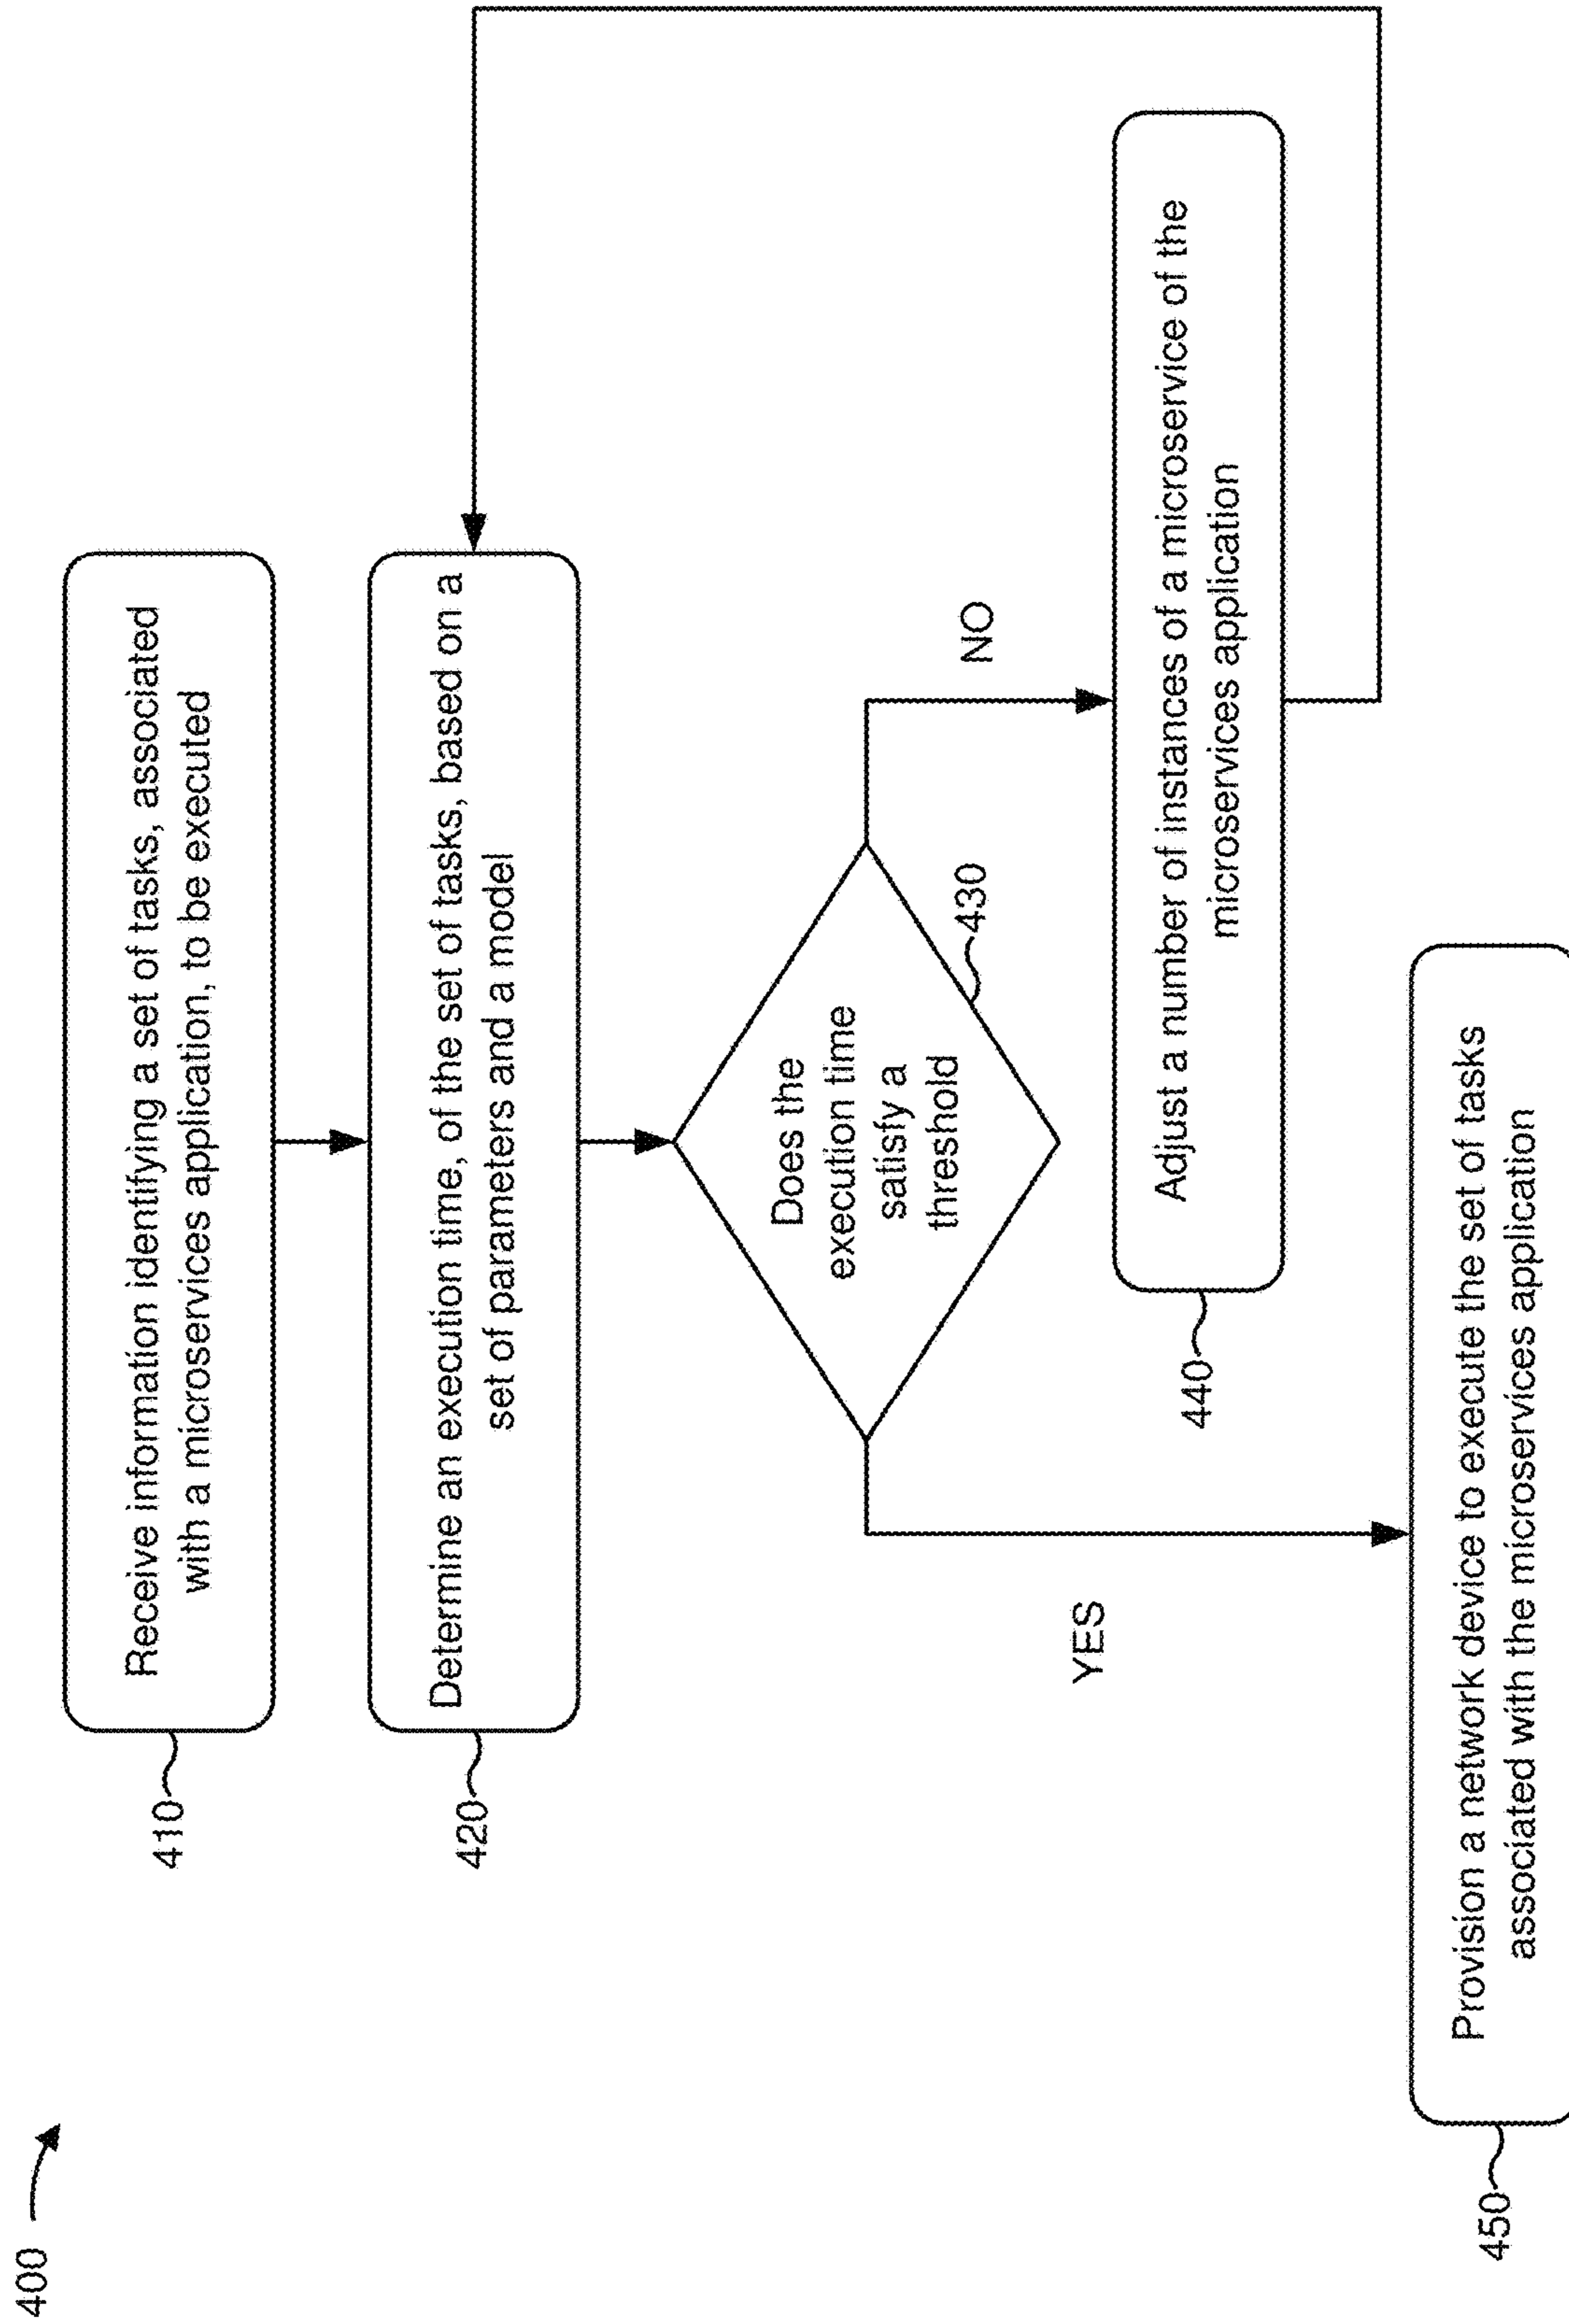 400
410
Receive information identifying a set of tasks, associated
with a microservices application, to be executed
420
Determine an execution time, of the set of tasks, based on a
set of parameters and a model
Does the
execution time
satisfy a
threshold
430
YES
NO
440
Adjust a number of instances of a microservice of the
microservices application
450
Provision a network device to execute the set of tasks
associated with the microservices application